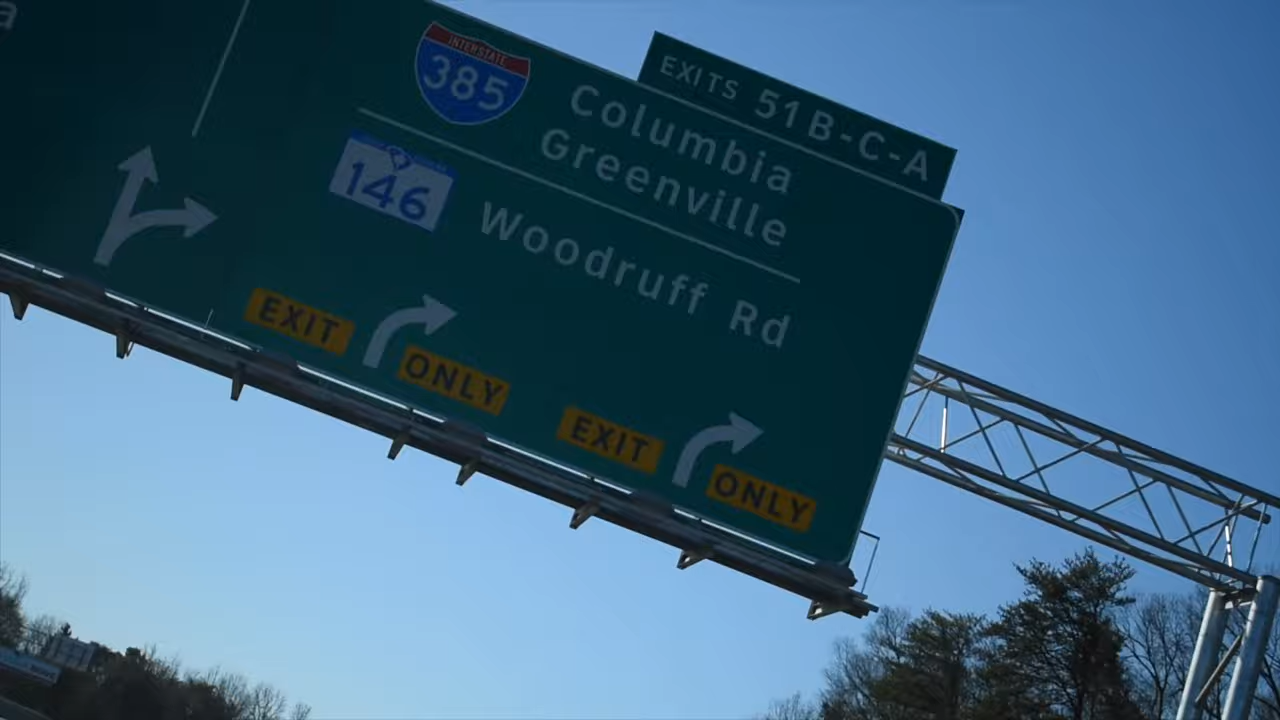 EXITS 51B-C-A
INTERSTATE
385
Columbia
Greenville
146
Woodruff Rd
EXIT ONLY
EXIT ONLY